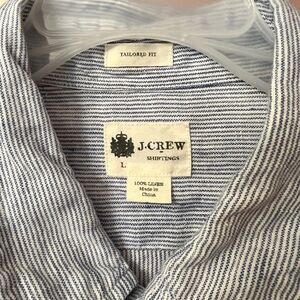 TAILORED FIT
J.CREW
SHIRTINGS
L
100% LINEN
Made in
China